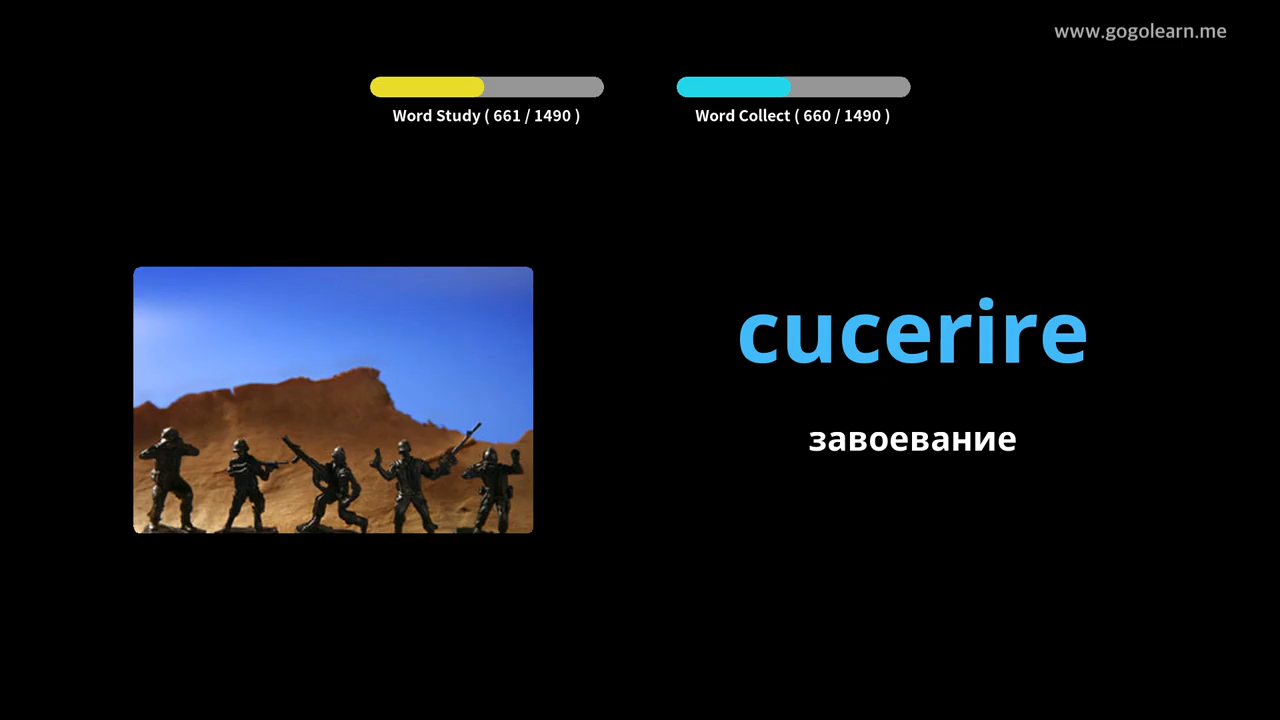 www.gogolearn.me
Word Study ( 661 / 1490 )
Word Collect ( 660 / 1490 )
cucerire
завоевание